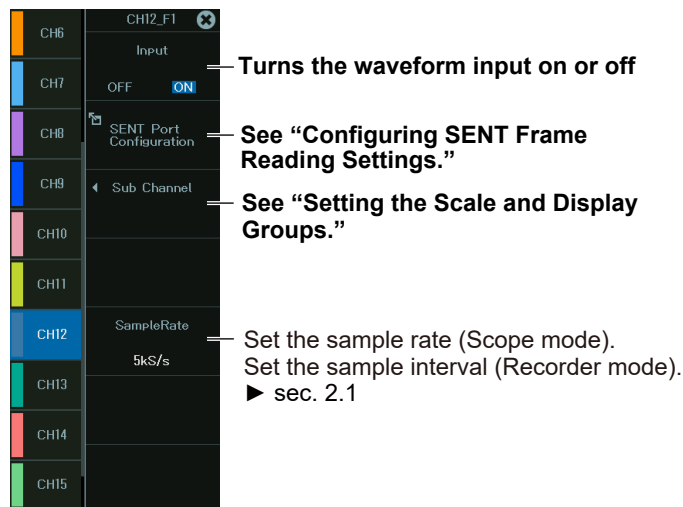 CH6
CH7
CH8
CH9
CH10
CH11
CH12
CH13
CH14
CH15
CH12_F1
Input
OFF ON
SENT Port
Configuration
Sub Channel
SampleRate
5kS/s
Turns the waveform input on or off
See “Configuring SENT Frame
Reading Settings.”
See “Setting the Scale and Display
Groups.”
Set the sample rate (Scope mode).
Set the sample interval (Recorder mode).
► sec. 2.1